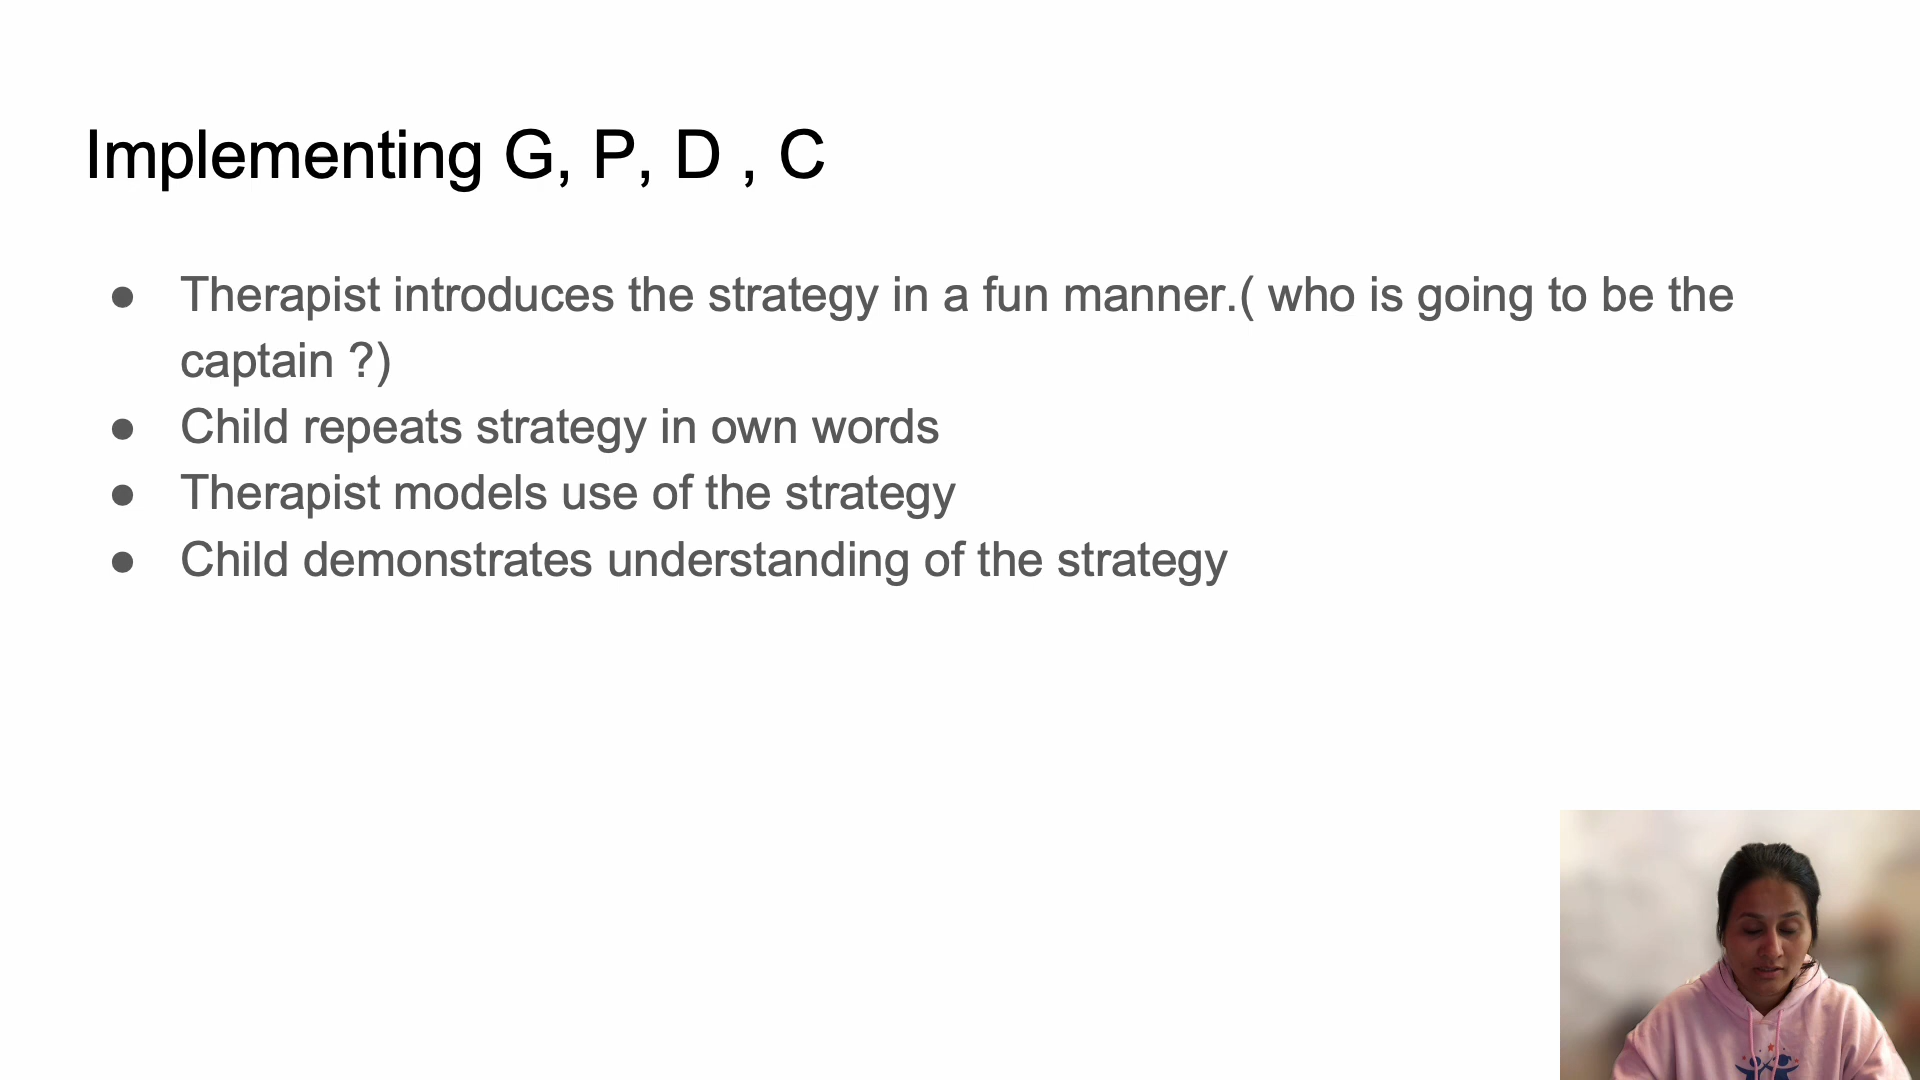 Implementing G, P, D , C
● Therapist introduces the strategy in a fun manner.( who is going to be the
captain ?)
● Child repeats strategy in own words
● Therapist models use of the strategy
● Child demonstrates understanding of the strategy